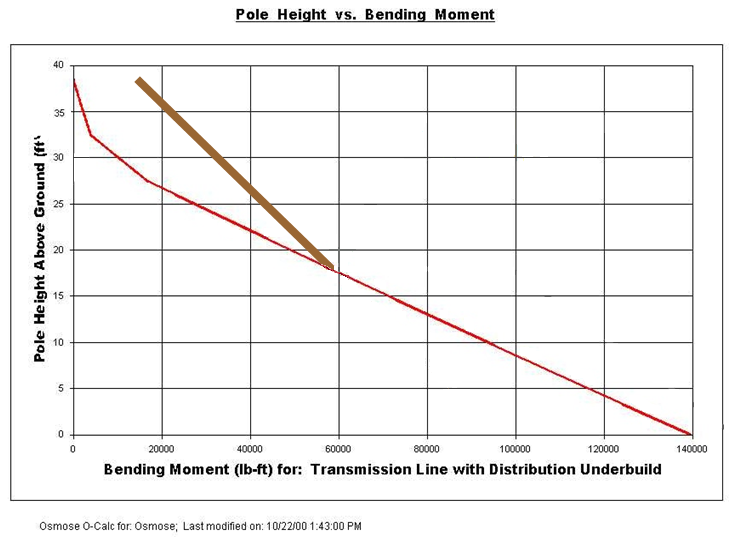 Pole Height vs. Bending Moment
40
35
30
25
20
15
10
5
0
Pole Height Above Ground (ft)
0 20000 40000 60000 80000 100000 120000 140000
Bending Moment (lb-ft) for: Transmission Line with Distribution Underbuild
Osmose O-Calc for: Osmose; Last modified on: 10/22/00 1:43:00 PM